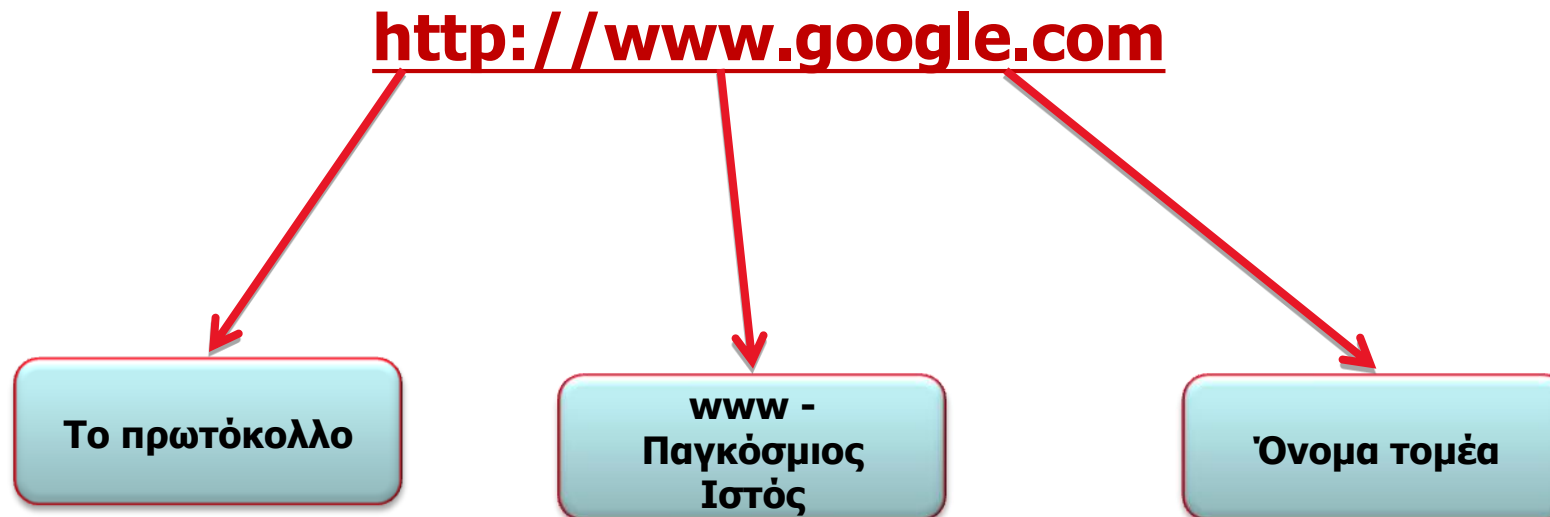 http://www.google.com
Το πρωτόκολλο
www -
Παγκόσμιος
Ιστός
Όνομα τομέα